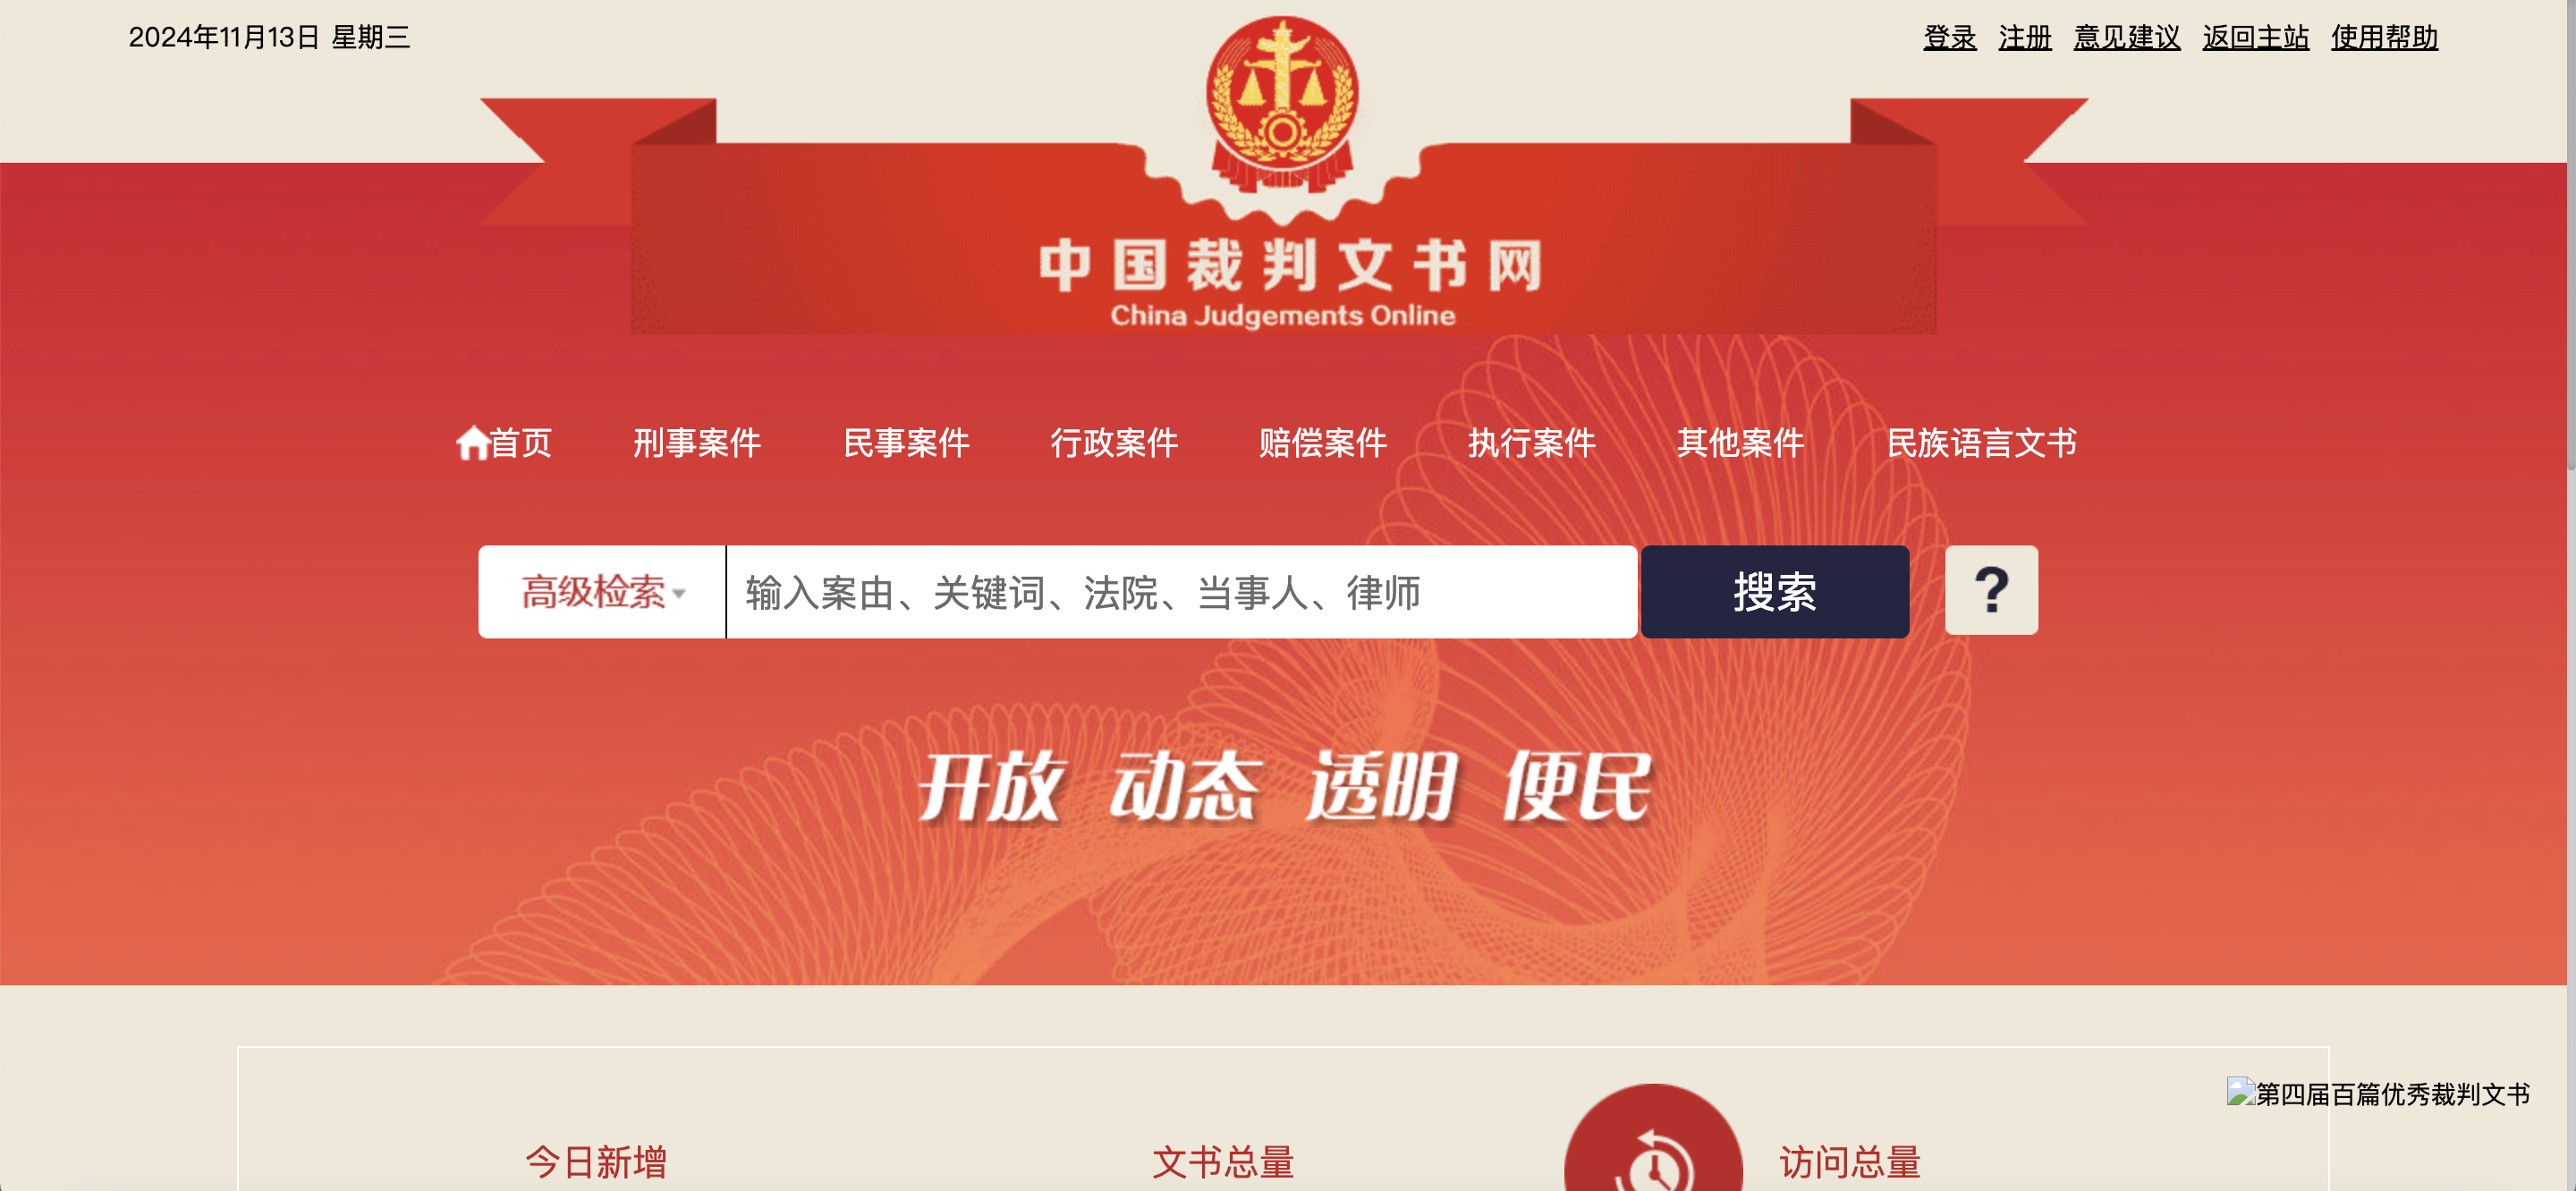 2024年11月13日 星期三
登录 注册 意见建议 返回主站 使用帮助
中国裁判文书网
China Judgements Online
首页 刑事案件 民事案件 行政案件 赔偿案件 执行案件 其他案件 民族语言文书
高级检索 输入案由、关键词、法院、当事人、律师 搜索 ?
开放 动态 透明 便民
第四届百篇优秀裁判文书
今日新增 文书总量 访问总量